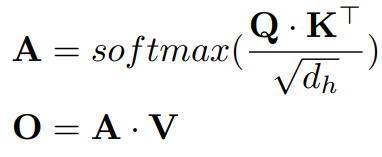 A = softmax(Q · K⊤ / √d_h)
O = A · V